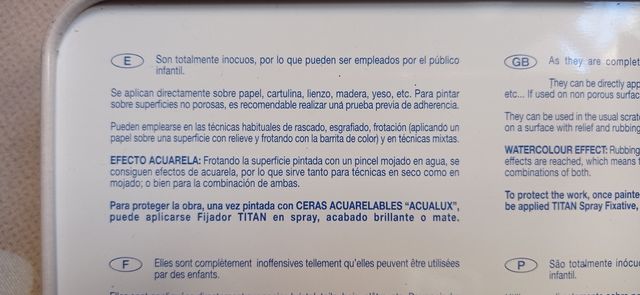 E Son totalmente inocuos, por lo que pueden ser empleados por el público
infantil.
Se aplican directamente sobre papel, cartulina, lienzo, madera, yeso, etc. Para pintar
sobre superficies no porosas, es recomendable realizar una prueba previa de adherencia.
Pueden emplearse en las técnicas habituales de rascado, esgrafiado, frotación (aplicando un
papel sobre una superficie con relieve y frotando con la barrita de color) y en técnicas mixtas.
EFECTO ACUARELA: Frotando la superficie pintada con un pincel mojado en agua, se
consiguen efectos de acuarela, por lo que sirve tanto para técnicas en seco como en
mojado; o bien para la combinación de ambas.
Para proteger la obra, una vez pintada con CERAS ACUARELABLES "ACUALUX",
puede aplicarse Fijador TITAN en spray, acabado brillante o mate.
F Elles sont complètement inoffensives tellement qu'elles peuvent être utilisées
par des enfants.
GB As they are complet
They can be directly app
etc... If used on non porous surfac
They can be used in the usual scrat
on a surface with relief and rubbing
WATERCOLOUR EFFECT: Rubbing
effects are reached, which means t
combinations of both.
To protect the work, once painte
be applied TITAN Spray Fixative,
P São totalmente inócu
infantil.